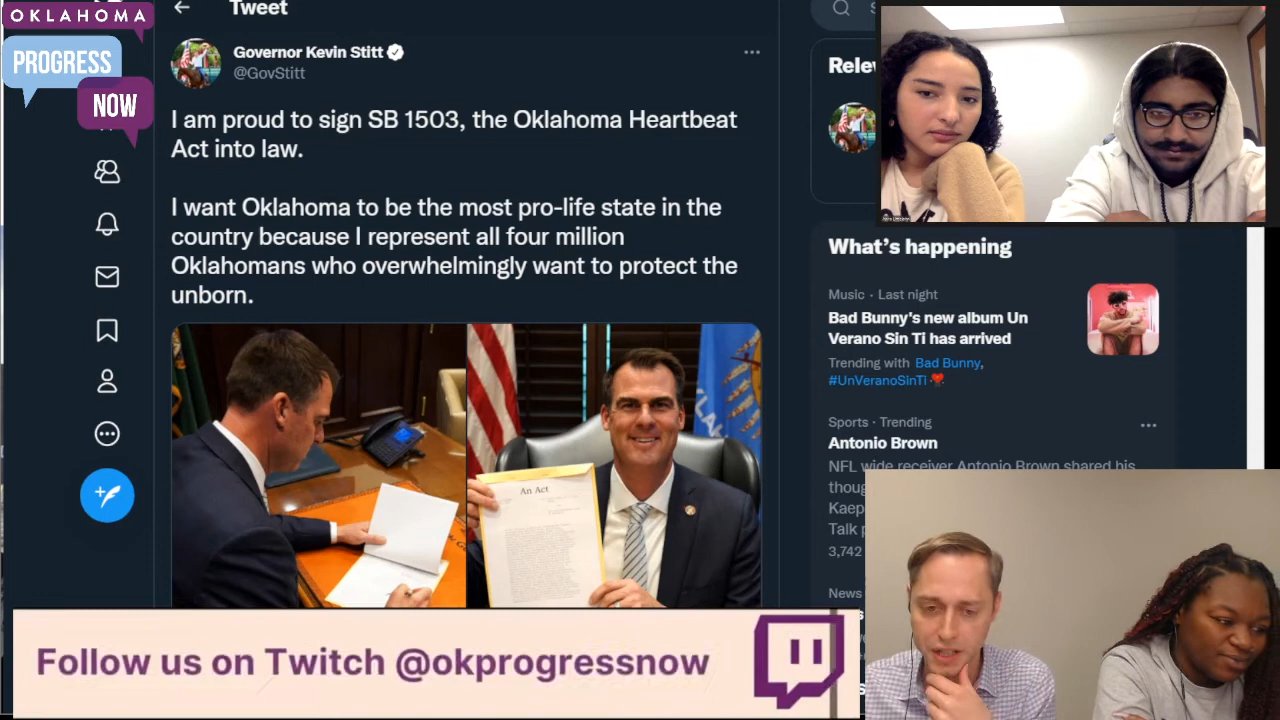 OKLAHOMA
PROGRESS
NOW
Tweet
Governor Kevin Stitt
@GovStitt
I am proud to sign SB 1503, the Oklahoma Heartbeat
Act into law.
I want Oklahoma to be the most pro-life state in the
country because I represent all four million
Oklahomans who overwhelmingly want to protect the
unborn.
An Act
Rele
What's happening
Music · Last night
Bad Bunny's new album Un
Verano Sin Ti has arrived
Trending with Bad Bunny,
#UnVeranoSinTi
Sports · Trending
Antonio Brown
NFL wide receiver Antonio Brown shared his
thoug
Kaep
Talk p
3,742
News
Follow us on Twitch @okprogressnow